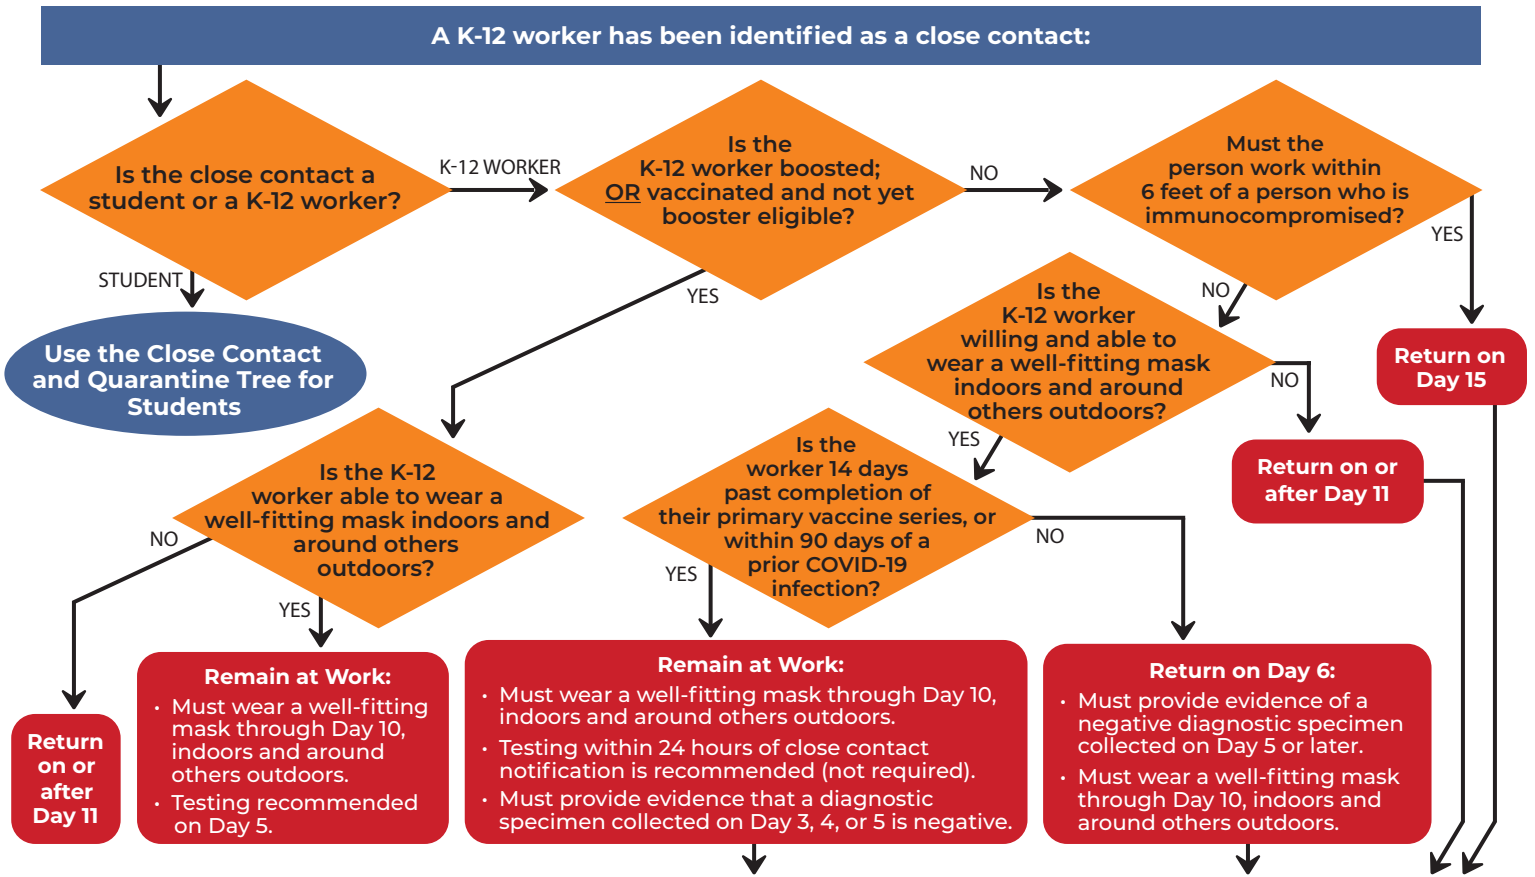 A K-12 worker has been identified as a close contact:
Is the close contact a
student or a K-12 worker?
K-12 WORKER
STUDENT
Use the Close Contact
and Quarantine Tree for
Students
Is the
K-12 worker boosted;
OR vaccinated and not yet
booster eligible?
NO
YES
Must the
person work within
6 feet of a person who is
immunocompromised?
YES
NO
Return on
Day 15
Is the
K-12 worker
willing and able to
wear a well-fitting mask
indoors and around
others outdoors?
NO
YES
Return on or
after Day 11
Is the K-12
worker able to wear a
well-fitting mask indoors and
around others
outdoors?
NO
YES
Is the
worker 14 days
past completion of
their primary vaccine series, or
within 90 days of a
prior COVID-19
infection?
YES
NO
Return
on or
after
Day 11
Remain at Work:
· Must wear a well-fitting
mask through Day 10,
indoors and around
others outdoors.
· Testing recommended
on Day 5.
Remain at Work:
· Must wear a well-fitting mask through Day 10,
indoors and around others outdoors.
· Testing within 24 hours of close contact
notification is recommended (not required).
· Must provide evidence that a diagnostic
specimen collected on Day 3, 4, or 5 is negative.
Return on Day 6:
· Must provide evidence of a
negative diagnostic specimen
collected on Day 5 or later.
· Must wear a well-fitting mask
through Day 10, indoors and
around others outdoors.